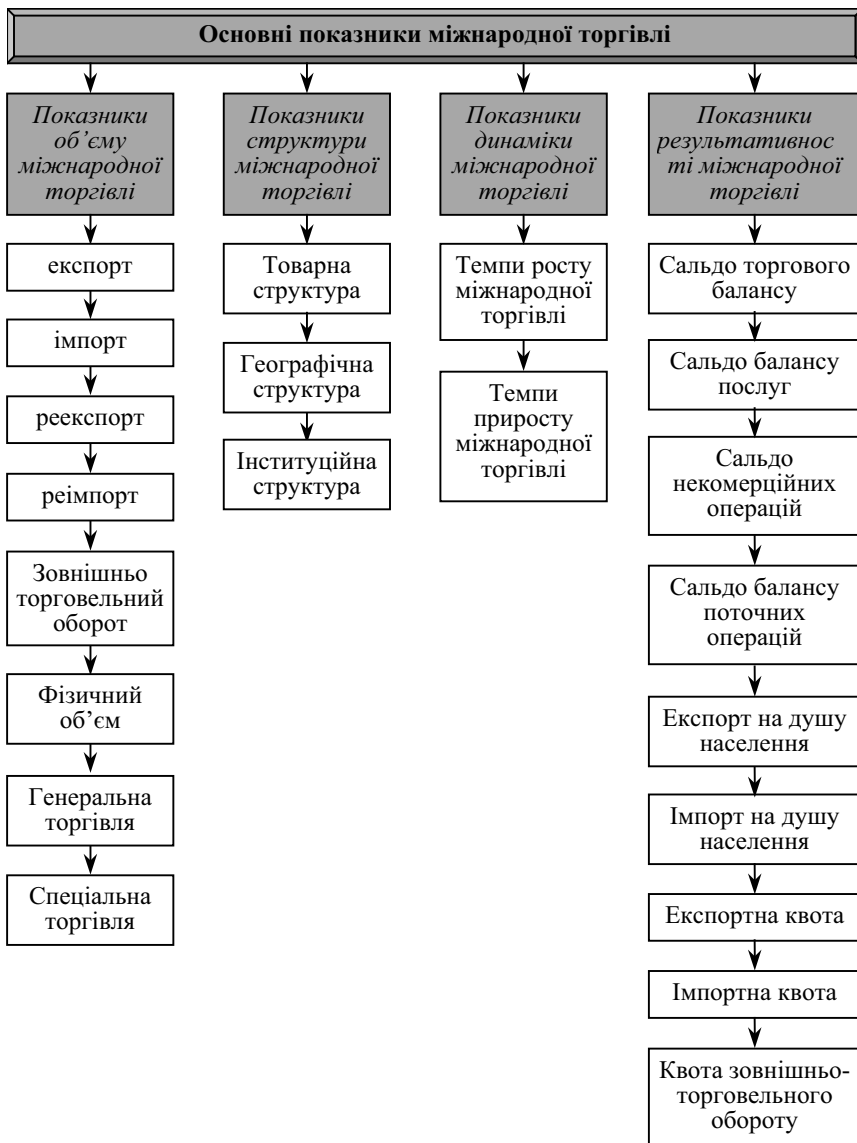 Основні показники міжнародної торгівлі
Показники
об’єму
міжнародної
торгівлі
експорт
імпорт
реекспорт
реімпорт
Зовнішньо
торговельний
оборот
Фізичний
об’єм
Генеральна
торгівля
Спеціальна
торгівля
Показники
структури
міжнародної
торгівлі
Товарна
структура
Географічна
структура
Інституційна
структура
Показники
динаміки
міжнародної
торгівлі
Темпи росту
міжнародної
торгівлі
Темпи
приросту
міжнародної
торгівлі
Показники
результативнос
ті міжнародної
торгівлі
Сальдо торгового
балансу
Сальдо балансу
послуг
Сальдо
некомерційних
операцій
Сальдо балансу
поточних
операцій
Експорт на душу
населення
Імпорт на душу
населення
Експортна квота
Імпортна квота
Квота зовнішньо-
торговельного
обороту